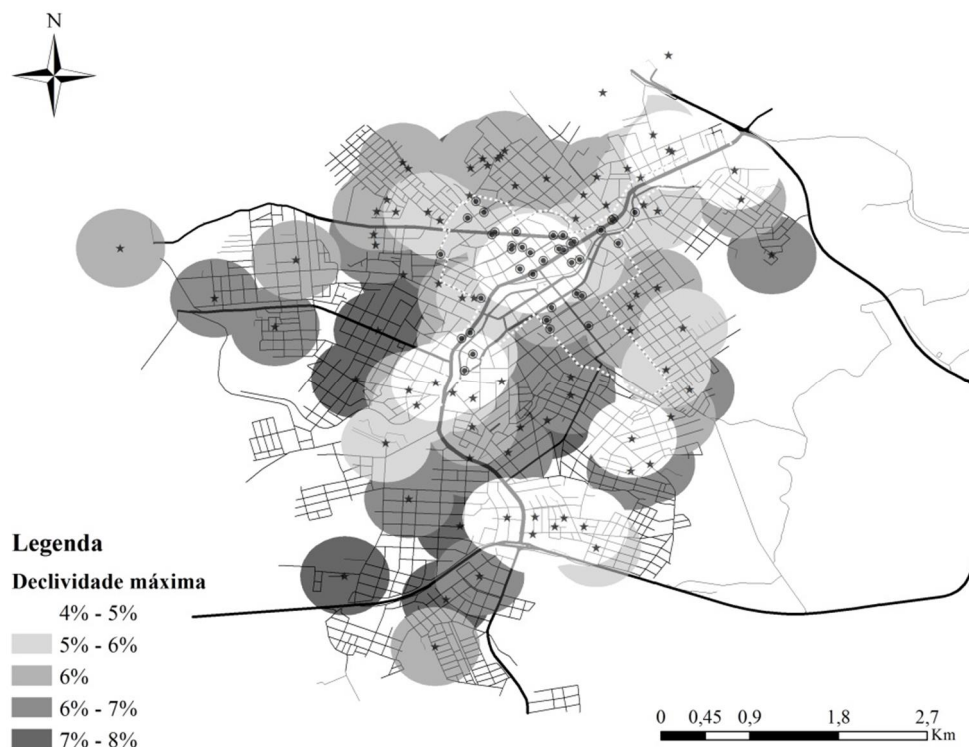 N
Legenda
Declividade máxima
4% - 5%
5% - 6%
6%
6% - 7%
7% - 8%
0 0,45 0,9 1,8 2,7
Km